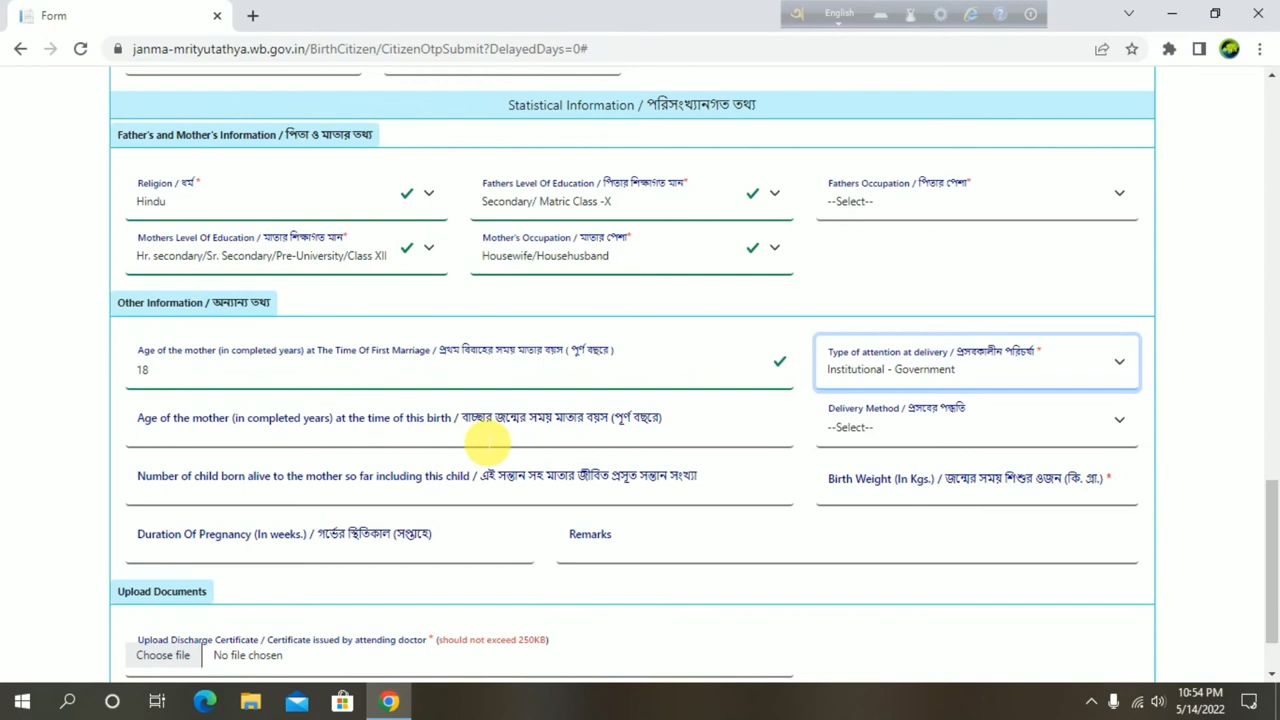 Form
English
janma-mrityutathya.wb.gov.in/BirthCitizen/CitizenOtpSubmit?DelayedDays=0#
Statistical Information / পরিসংখ্যানগত তথ্য
Father's and Mother's Information / পিতা ও মাতার তথ্য
Religion / ধর্ম *
Hindu
Fathers Level Of Education / পিতার শিক্ষাগত মান*
Secondary/ Matric Class -X
Fathers Occupation / পিতার পেশা*
--Select--
Mothers Level Of Education / মাতার শিক্ষাগত মান*
Hr. secondary/Sr. Secondary/Pre-University/Class XII
Mother's Occupation / মাতার পেশা*
Housewife/Househusband
Other Information / অন্যান্য তথ্য
Age of the mother (in completed years) at The Time Of First Marriage / প্রথম বিবাহের সময় মাতার বয়স ( পূর্ণ বছরে )
18
Type of attention at delivery / প্রসবকালীন পরিচর্যা *
Institutional - Government
Age of the mother (in completed years) at the time of this birth / বাচ্চার জন্মের সময় মাতার বয়স (পূর্ণ বছরে)
Delivery Method / প্রসবের পদ্ধতি
--Select--
Number of child born alive to the mother so far including this child / এই সন্তান সহ মাতার জীবিত প্রসূত সন্তান সংখ্যা
Birth Weight (In Kgs.) / জন্মের সময় শিশুর ওজন (কি. গ্রা.) *
Duration Of Pregnancy (In weeks.) / গর্ভের স্থিতিকাল (সপ্তাহে)
Remarks
Upload Documents
Upload Discharge Certificate / Certificate issued by attending doctor * (should not exceed 250KB)
Choose file
No file chosen
10:54 PM
5/14/2022